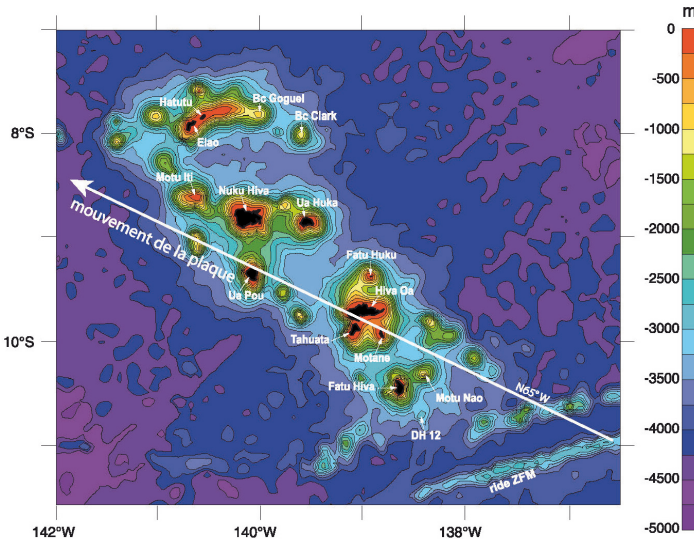 m
0
-500
-1000
-1500
-2000
-2500
-3000
-3500
-4000
-4500
-5000
8°S
10°S
142°W
140°W
138°W
Hatutu
Bc Goguel
Bc Clark
Eiao
Motu Iti
Nuku Hiva
Ua Huka
mouvement de la plaque
Ua Pou
Fatu Huku
Hiva Oa
Tahuata
Motane
Fatu Hiva
Motu Nao
N65°W
DH 12
ride ZFM